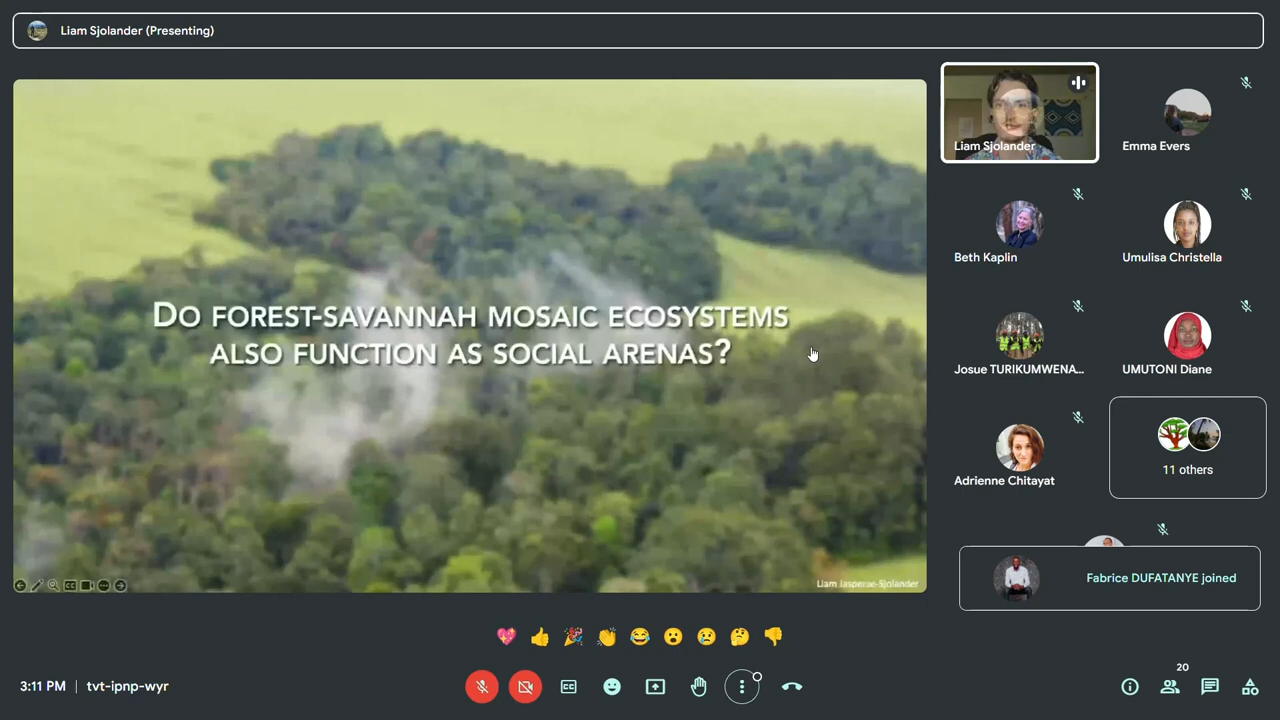 Liam Sjolander (Presenting)
DO FOREST-SAVANNAH MOSAIC ECOSYSTEMS
ALSO FUNCTION AS SOCIAL ARENAS?
Liam Jasperse-Sjolander
Liam Sjolander
Emma Evers
Beth Kaplin
Umulisa Christella
Josue TURIKUMWENA...
UMUTONI Diane
Adrienne Chitayat
11 others
Fabrice DUFATANYE joined
3:11 PM | tvt-ipnp-wyr
20